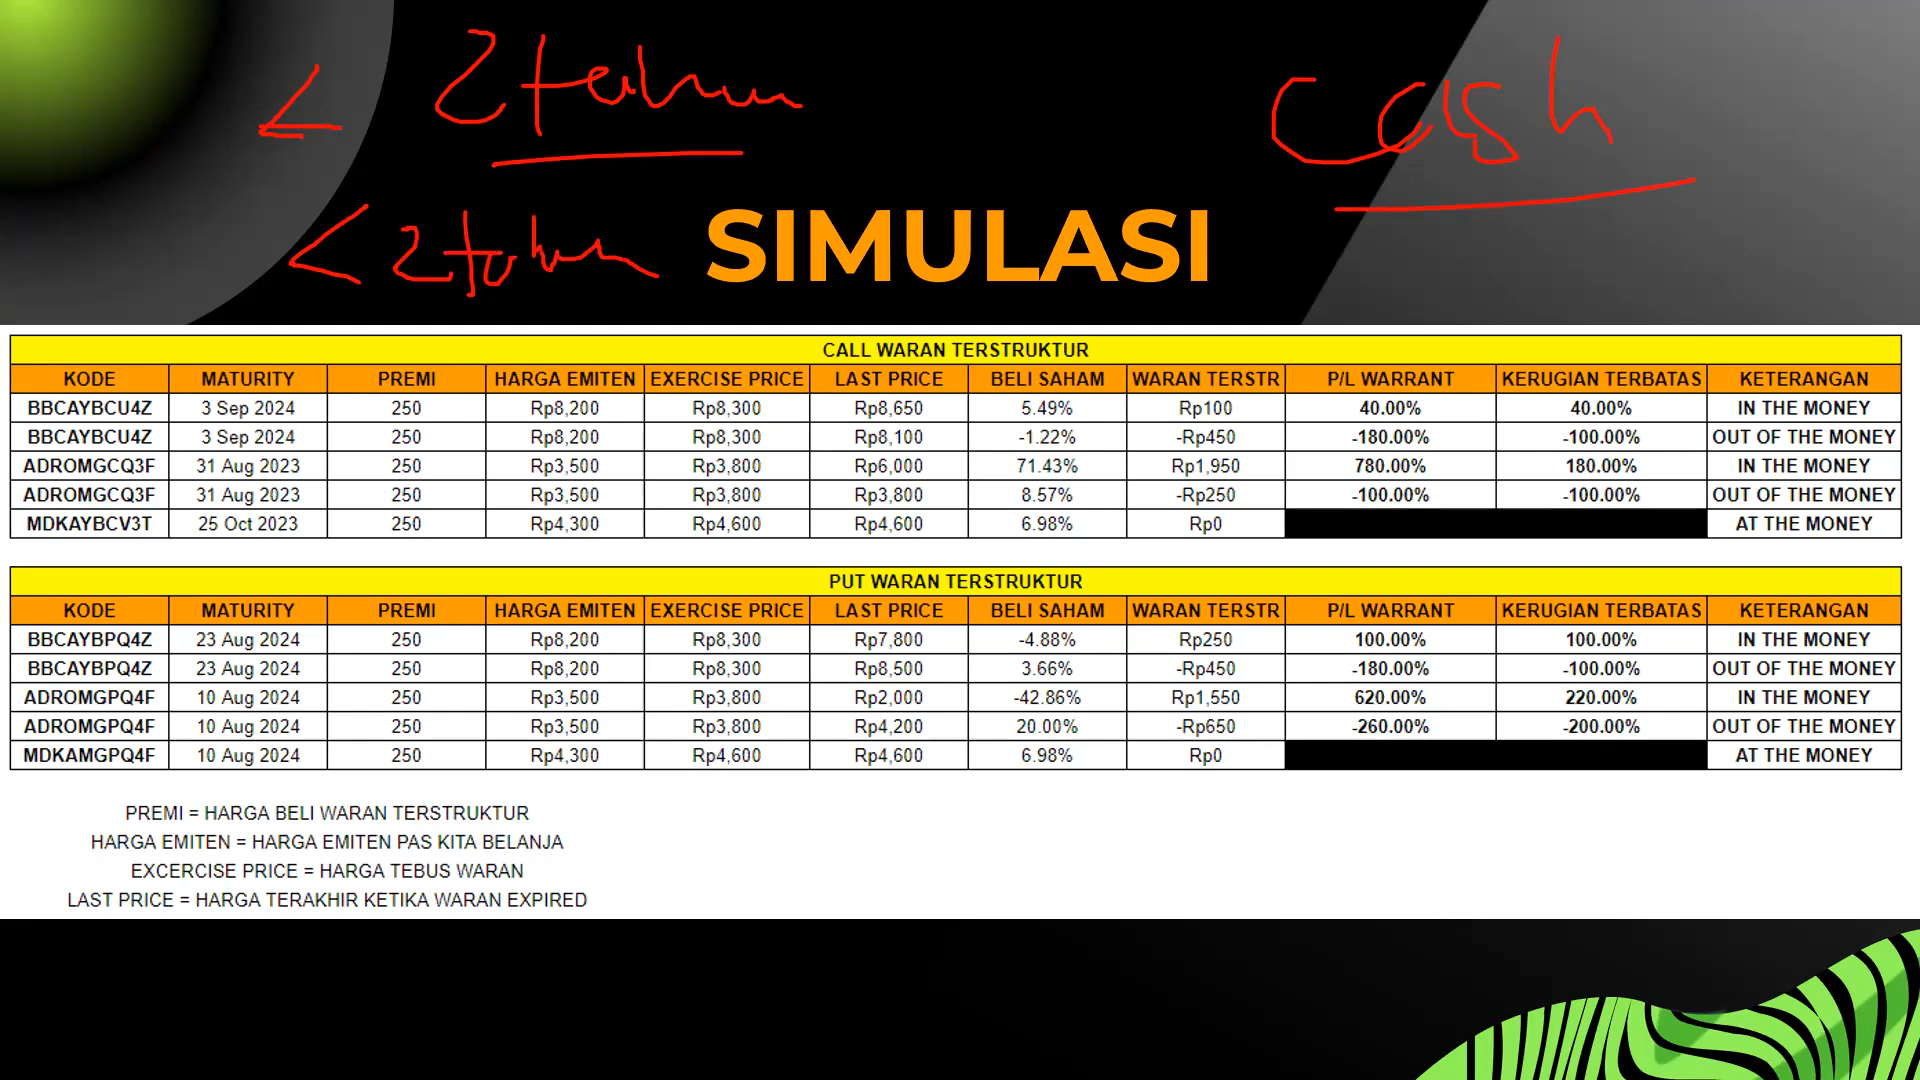 < 2 tahun
Cash
< 2 tahun
SIMULASI
CALL WARAN TERSTRUKTUR
KODE MATURITY PREMI HARGA EMITEN EXERCISE PRICE LAST PRICE BELI SAHAM WARAN TERSTR P/L WARRANT KERUGIAN TERBATAS KETERANGAN
BBCAYBCU4Z 3 Sep 2024 250 Rp8,200 Rp8,300 Rp8,650 5.49% Rp100 40.00% 40.00% IN THE MONEY
BBCAYBCU4Z 3 Sep 2024 250 Rp8,200 Rp8,300 Rp8,100 -1.22% -Rp450 -180.00% -100.00% OUT OF THE MONEY
ADROMGCQ3F 31 Aug 2023 250 Rp3,500 Rp3,800 Rp6,000 71.43% Rp1,950 780.00% 180.00% IN THE MONEY
ADROMGCQ3F 31 Aug 2023 250 Rp3,500 Rp3,800 Rp3,800 8.57% -Rp250 -100.00% -100.00% OUT OF THE MONEY
MDKAYBCV3T 25 Oct 2023 250 Rp4,300 Rp4,600 Rp4,600 6.98% Rp0 AT THE MONEY
PUT WARAN TERSTRUKTUR
KODE MATURITY PREMI HARGA EMITEN EXERCISE PRICE LAST PRICE BELI SAHAM WARAN TERSTR P/L WARRANT KERUGIAN TERBATAS KETERANGAN
BBCAYBPQ4Z 23 Aug 2024 250 Rp8,200 Rp8,300 Rp7,800 -4.88% Rp250 100.00% 100.00% IN THE MONEY
BBCAYBPQ4Z 23 Aug 2024 250 Rp8,200 Rp8,300 Rp8,500 3.66% -Rp450 -180.00% -100.00% OUT OF THE MONEY
ADROMGPQ4F 10 Aug 2024 250 Rp3,500 Rp3,800 Rp2,000 -42.86% Rp1,550 620.00% 220.00% IN THE MONEY
ADROMGPQ4F 10 Aug 2024 250 Rp3,500 Rp3,800 Rp4,200 20.00% -Rp650 -260.00% -200.00% OUT OF THE MONEY
MDKAMGPQ4F 10 Aug 2024 250 Rp4,300 Rp4,600 Rp4,600 6.98% Rp0 AT THE MONEY
PREMI = HARGA BELI WARAN TERSTRUKTUR
HARGA EMITEN = HARGA EMITEN PAS KITA BELANJA
EXCERCISE PRICE = HARGA TEBUS WARAN
LAST PRICE = HARGA TERAKHIR KETIKA WARAN EXPIRED